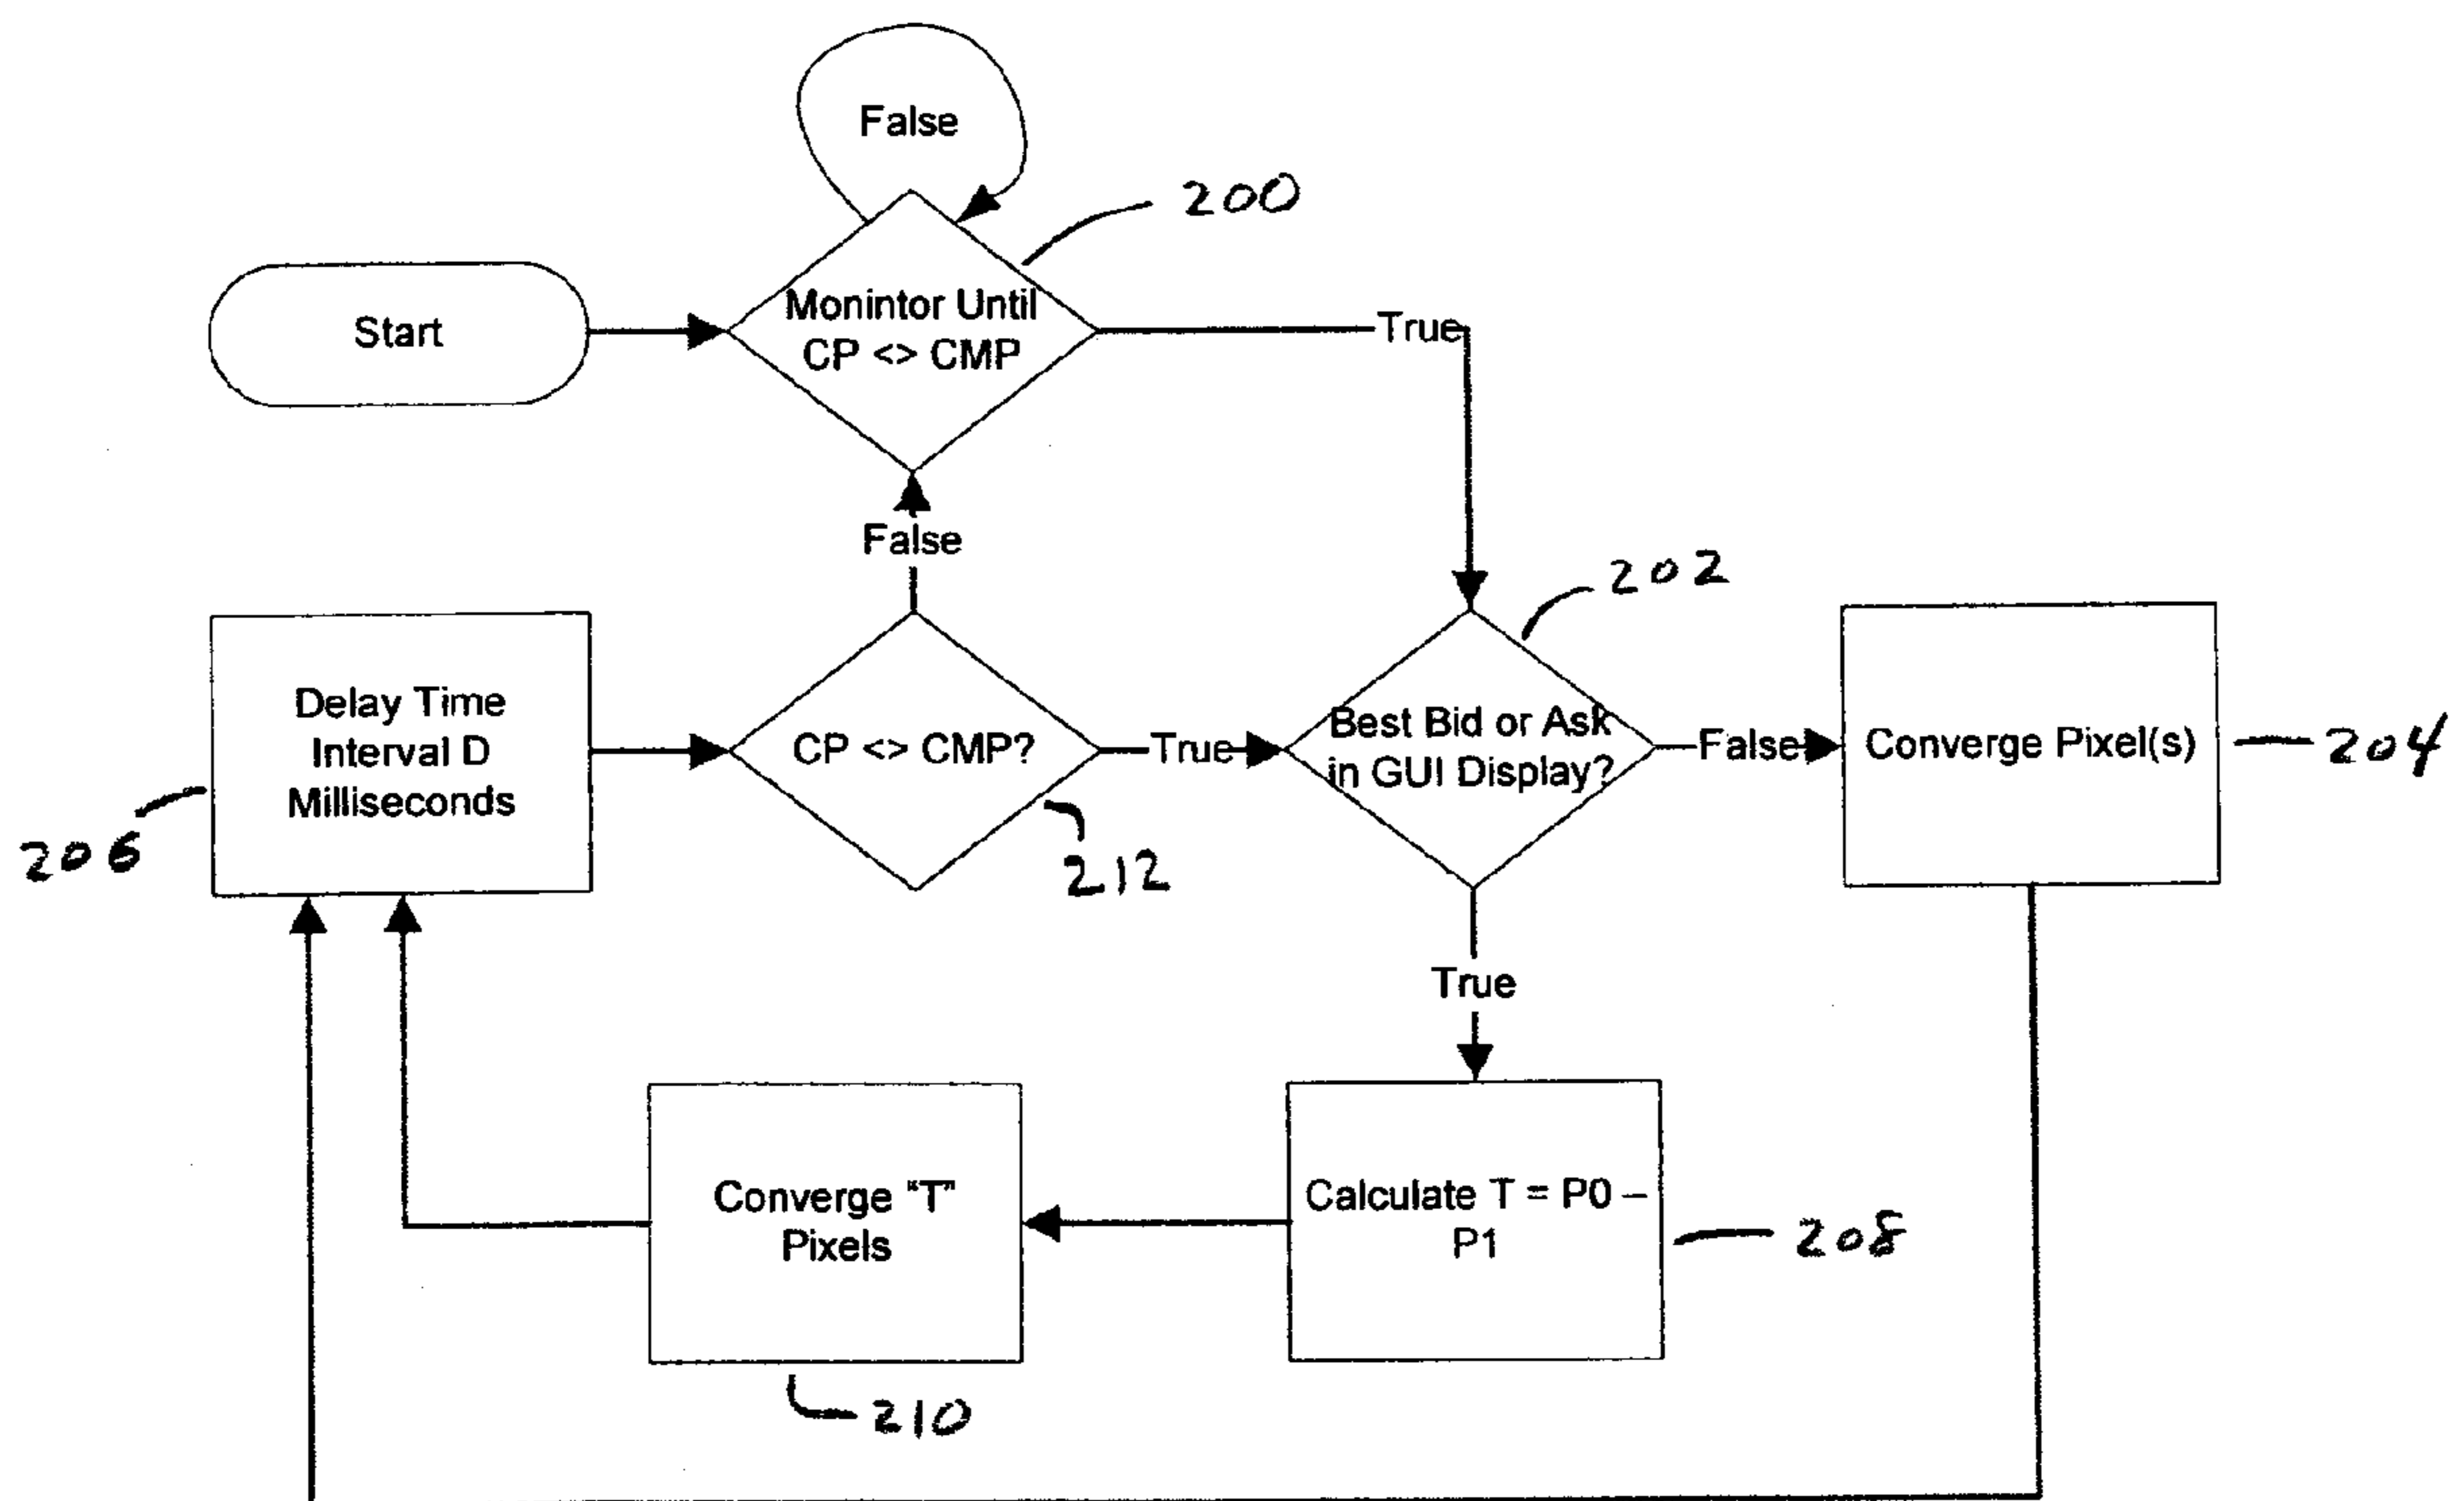 False
200
Start
Monintor Until
CP <> CMP
True
False
202
Delay Time
Interval D
Milliseconds
206
CP <> CMP?
212
True
Best Bid or Ask
in GUI Display?
False
Converge Pixel(s)
204
True
Converge "T"
Pixels
210
Calculate T = P0 –
P1
208